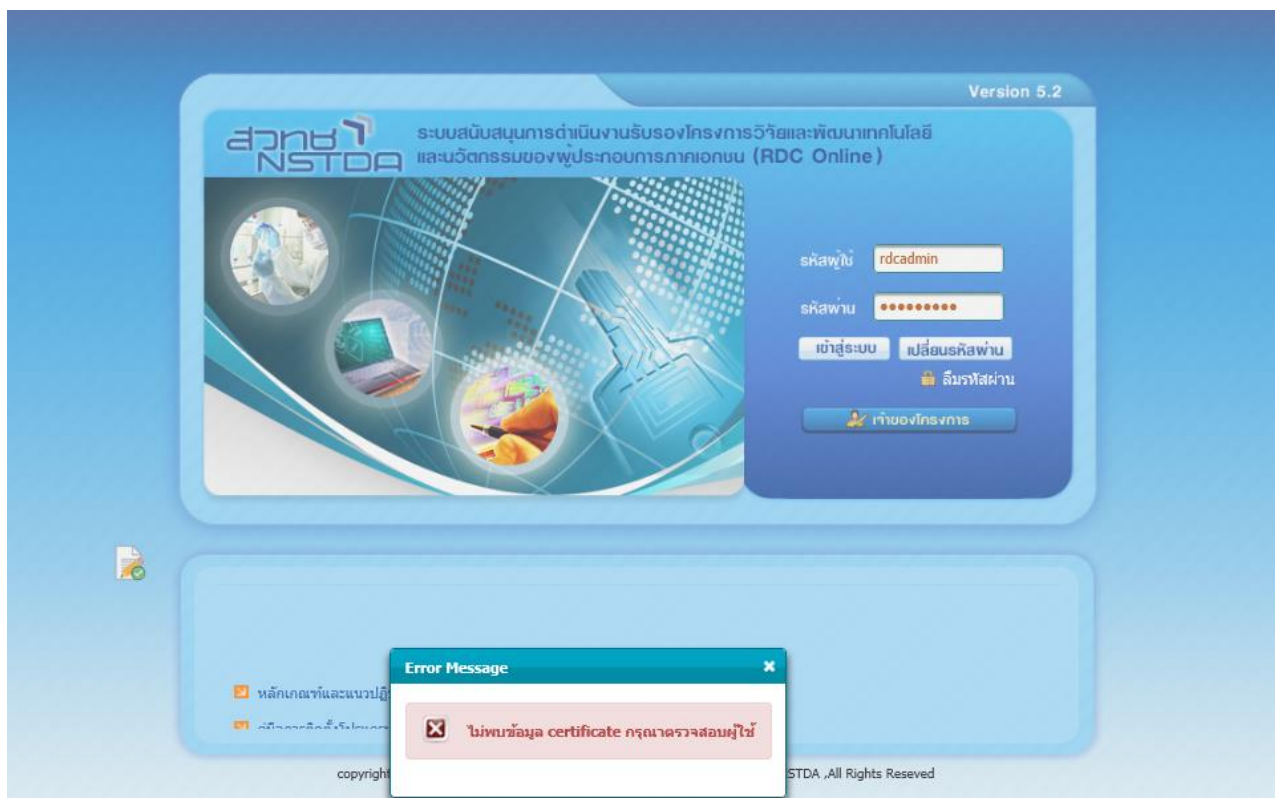 Version 5.2
สวทช
NSTDA
ระบบสนับสนุนการดำเนินงานรับรองโครงการวิจัยและพัฒนาเทคโนโลยี
และนวัตกรรมของผู้ประกอบการภาคเอกชน (RDC Online)
รหัสผู้ใช้ rdcadmin
รหัสผ่าน •••••••••
เข้าสู่ระบบ เปลี่ยนรหัสผ่าน
ลืมรหัสผ่าน
เจ้าของโครงการ
Error Message
หลักเกณฑ์และแนวปฏิ
ไม่พบข้อมูล certificate กรุณาตรวจสอบผู้ใช้
copyright
STDA ,All Rights Reseved